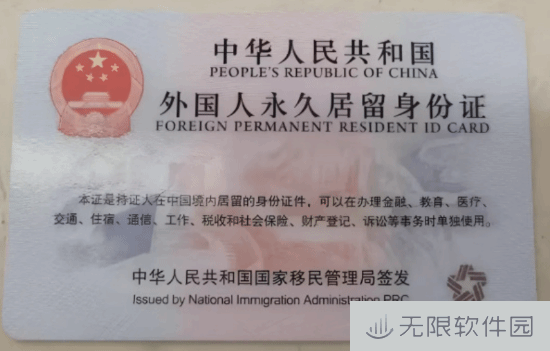 中华人民共和国
PEOPLE'S REPUBLIC OF CHINA
外国人永久居留身份证
FOREIGN PERMANENT RESIDENT ID CARD
本证是持证人在中国境内居留的身份证件，可以在办理金融、教育、医疗、
交通、住宿、通信、工作、税收和社会保险、财产登记、诉讼等事务时单独使用。
中华人民共和国国家移民管理局签发
Issued by National Immigration Administration,PRC
无限软件园